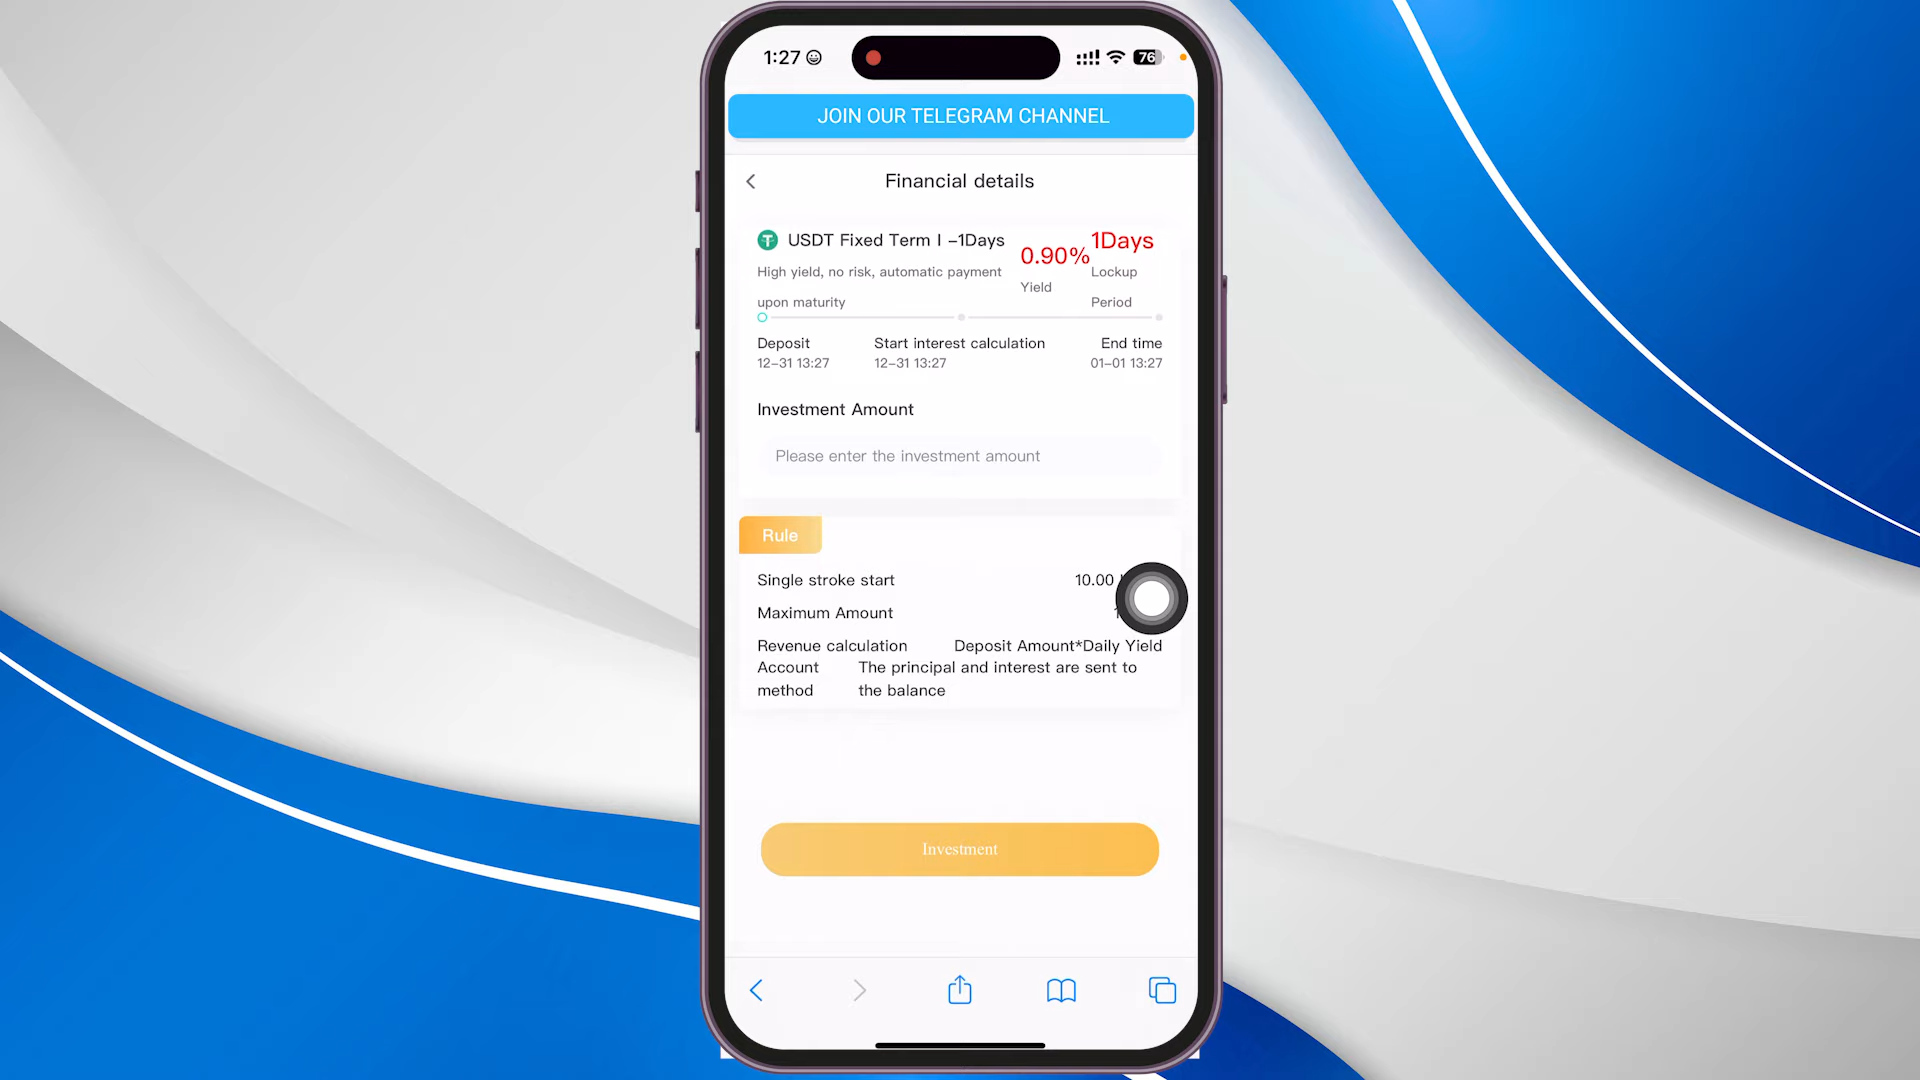 1:27
76
JOIN OUR TELEGRAM CHANNEL
Financial details
USDT Fixed Term I –1Days
High yield, no risk, automatic payment
upon maturity
0.90%
Yield
1Days
Lockup
Period
Deposit
12–31 13:27
Start interest calculation
12–31 13:27
End time
01–01 13:27
Investment Amount
Please enter the investment amount
Rule
Single stroke start 10.00
Maximum Amount
Revenue calculation Deposit Amount*Daily Yield
Account The principal and interest are sent to
method the balance
Investment